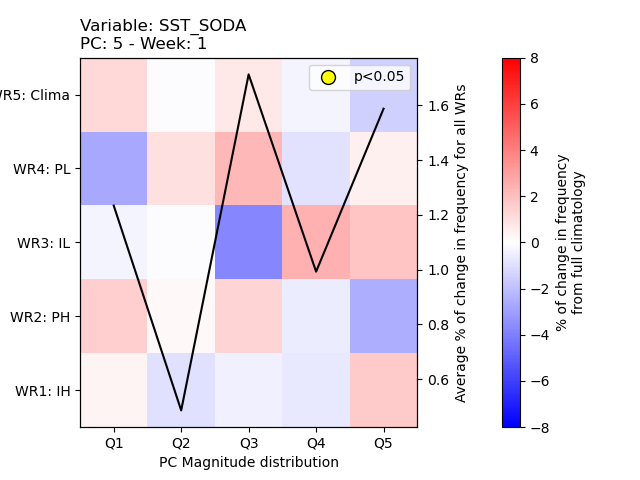 Variable: SST_SODA
PC: 5 - Week: 1
p<0.05
WR5: Clima
WR4: PL
WR3: IL
WR2: PH
WR1: IH
Q1 Q2 Q3 Q4 Q5
PC Magnitude distribution
1.6
1.4
1.2
1.0
0.8
0.6
Average % of change in frequency for all WRs
8
6
4
2
0
−2
−4
−6
−8
% of change in frequency
from full climatology